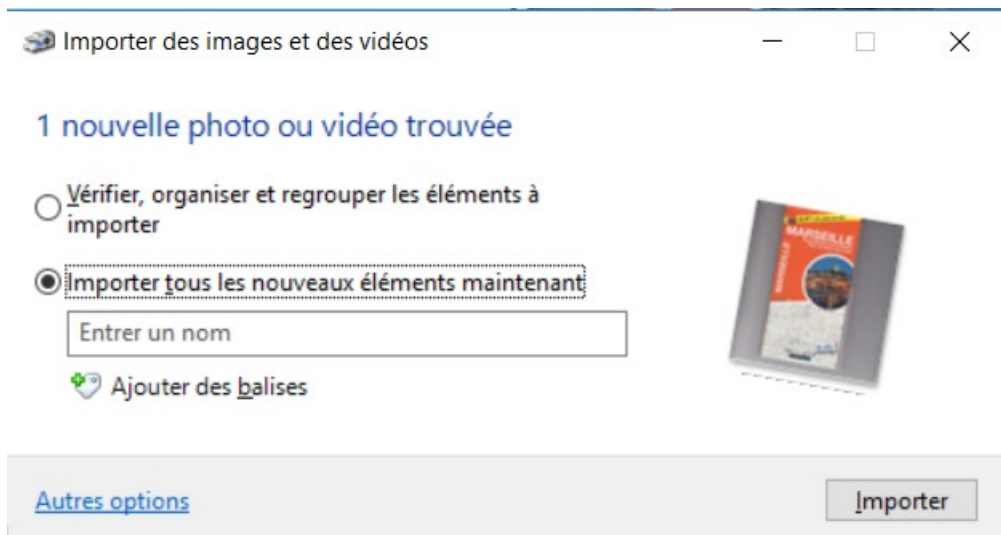 Importer des images et des vidéos
1 nouvelle photo ou vidéo trouvée
Vérifier, organiser et regrouper les éléments à
importer
Importer tous les nouveaux éléments maintenant
Entrer un nom
Ajouter des balises
MARSEILLE
MARSEILLE
Autres options
Importer